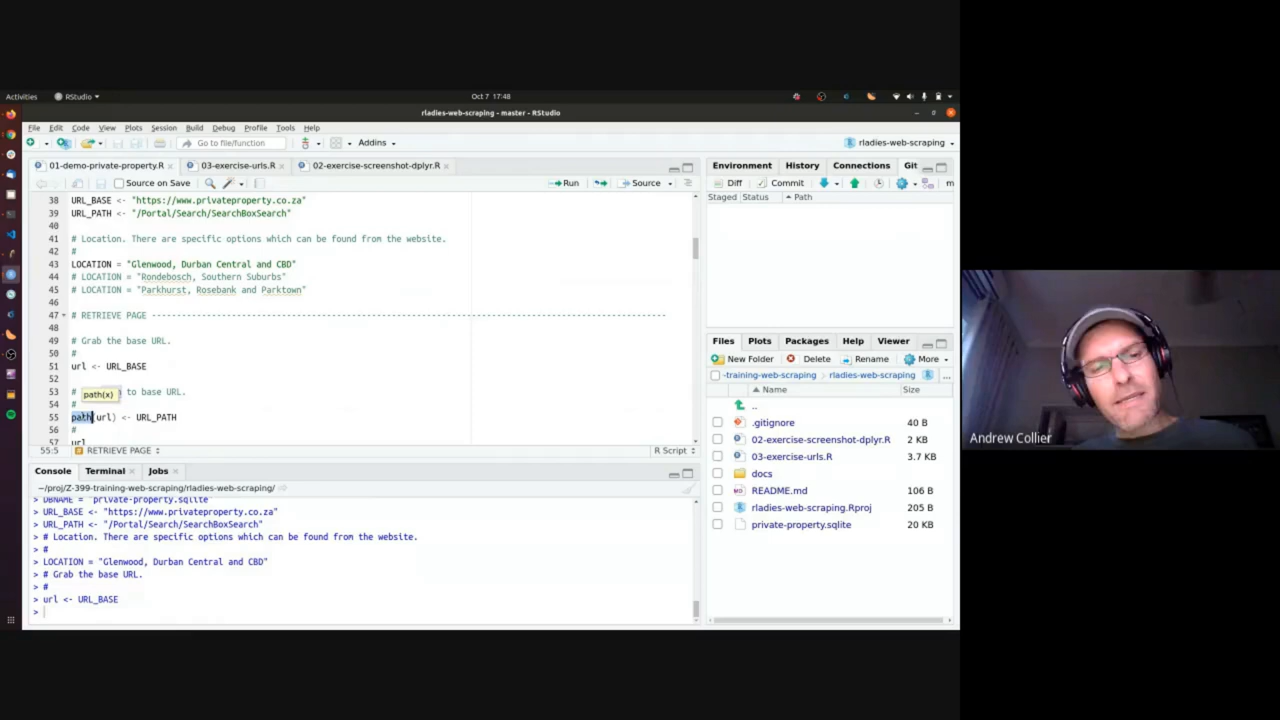 Activities RStudio Oct 7 17:48
rladies-web-scraping - master - RStudio
File Edit Code View Plots Session Build Debug Profile Tools Help
Go to file/function Addins rladies-web-scraping
01-demo-private-property.R 03-exercise-urls.R 02-exercise-screenshot-dplyr.R
Source on Save Run Source
38 URL_BASE <- "https://www.privateproperty.co.za"
39 URL_PATH <- "/Portal/Search/SearchBoxSearch"
40
41 # Location. There are specific options which can be found from the website.
42 #
43 LOCATION = "Glenwood, Durban Central and CBD"
44 # LOCATION = "Rondebosch, Southern Suburbs"
45 # LOCATION = "Parkhurst, Rosebank and Parktown"
46
47 # RETRIEVE PAGE ----------------------------------------------------------------------
48
49 # Grab the base URL.
50 #
51 url <- URL_BASE
52
53 # path(x) to base URL.
54 #
55 path(url) <- URL_PATH
56 #
57 url
55:5 RETRIEVE PAGE R Script
Console Terminal Jobs
~/proj/Z-399-training-web-scraping/rladies-web-scraping/
> DBNAME = "private-property.sqlite"
> URL_BASE <- "https://www.privateproperty.co.za"
> URL_PATH <- "/Portal/Search/SearchBoxSearch"
> # Location. There are specific options which can be found from the website.
> #
> LOCATION = "Glenwood, Durban Central and CBD"
> # Grab the base URL.
> #
> url <- URL_BASE
>
Environment History Connections Git
Diff Commit m
Staged Status Path
Files Plots Packages Help Viewer
New Folder Delete Rename More
-training-web-scraping rladies-web-scraping ...
Name Size
..
.gitignore 40 B
02-exercise-screenshot-dplyr.R 2 KB
03-exercise-urls.R 3.7 KB
docs
README.md 106 B
rladies-web-scraping.Rproj 205 B
private-property.sqlite 20 KB
Andrew Collier